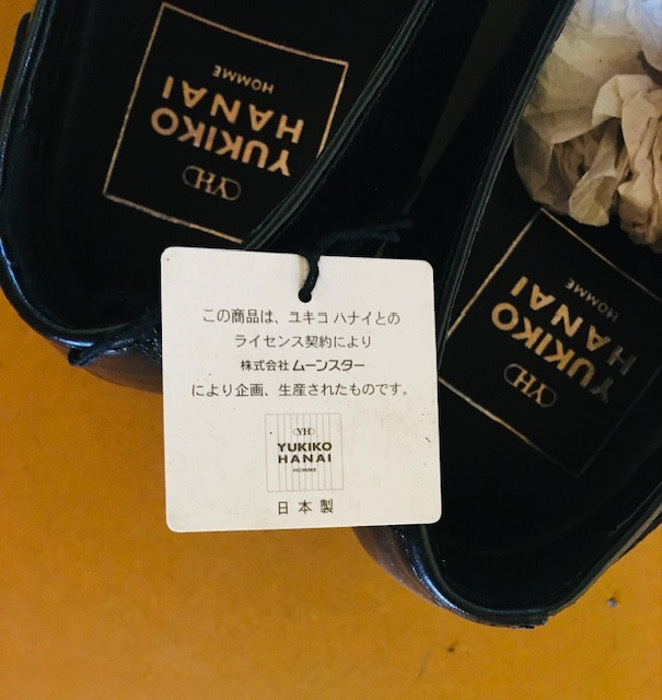 YH
YUKIKO
HANAI
HOMME
YH
YUKIKO
HANAI
HOMME
この商品は、ユキコ ハナイとの
ライセンス契約により
株式会社 ムーンスター
により企画、生産されたものです。
YH
YUKIKO
HANAI
HOMME
日本製